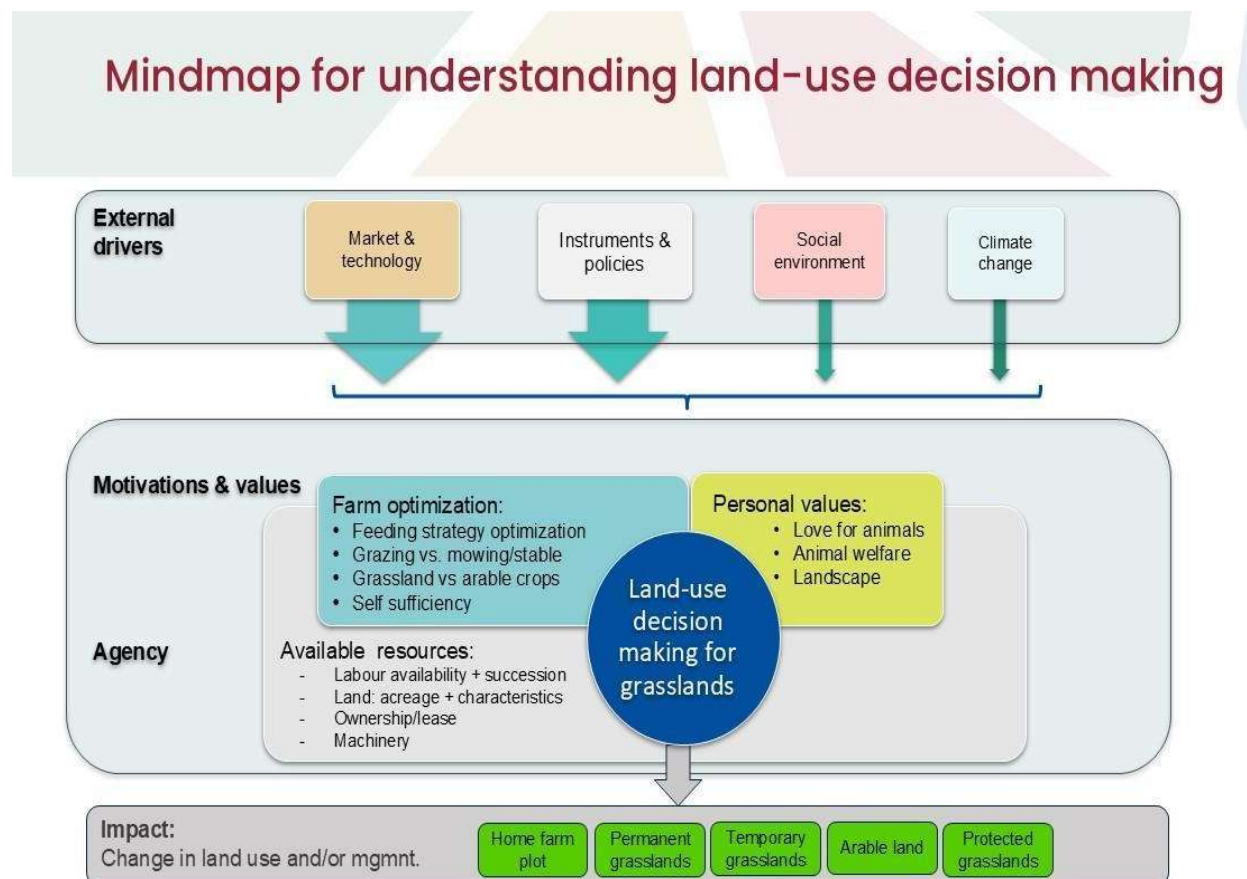 Mindmap for understanding land-use decision making
External
drivers
Market &
technology
Instruments &
policies
Social
environment
Climate
change
Motivations & values
Farm optimization:
• Feeding strategy optimization
• Grazing vs. mowing/stable
• Grassland vs arable crops
• Self sufficiency
Personal values:
• Love for animals
• Animal welfare
• Landscape
Land-use
decision
making for
grasslands
Agency
Available resources:
- Labour availability + succession
- Land: acreage + characteristics
- Ownership/lease
- Machinery
Impact:
Change in land use and/or mgmnt.
Home farm
plot
Permanent
grasslands
Temporary
grasslands
Arable land
Protected
grasslands